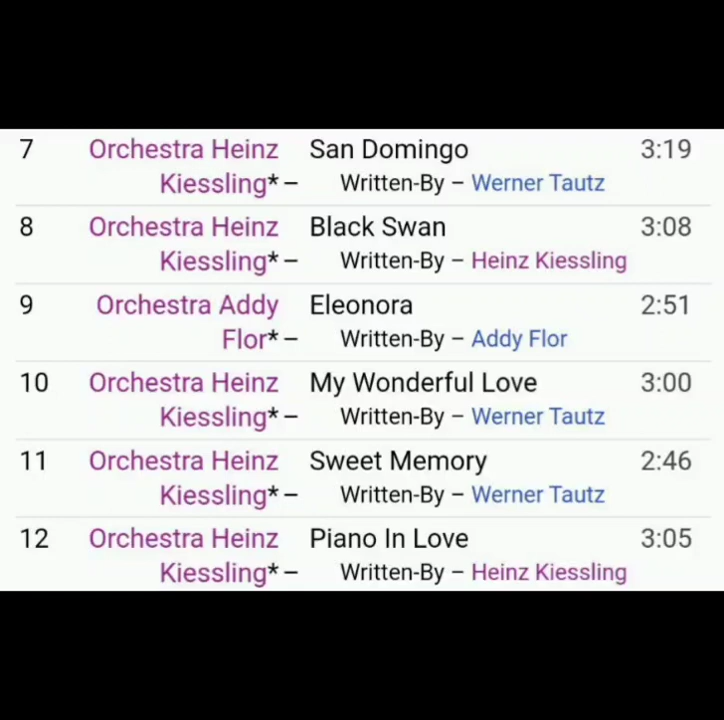 7 Orchestra Heinz San Domingo 3:19
Kiessling* – Written-By – Werner Tautz
8 Orchestra Heinz Black Swan 3:08
Kiessling* – Written-By – Heinz Kiessling
9 Orchestra Addy Eleonora 2:51
Flor* – Written-By – Addy Flor
10 Orchestra Heinz My Wonderful Love 3:00
Kiessling* – Written-By – Werner Tautz
11 Orchestra Heinz Sweet Memory 2:46
Kiessling* – Written-By – Werner Tautz
12 Orchestra Heinz Piano In Love 3:05
Kiessling* – Written-By – Heinz Kiessling